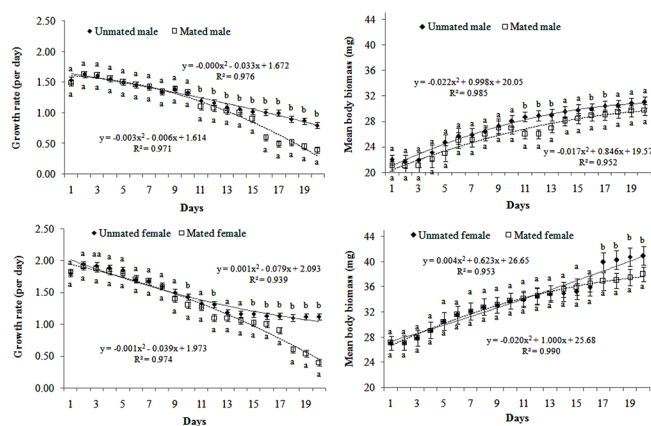 Unmated male Mated male
2.00
1.50
1.00
0.50
0.00
Growth rate (per day)
y = -0.000x² - 0.033x + 1.672
R² = 0.976
y = -0.003x² - 0.006x + 1.614
R² = 0.971
1 3 5 7 9 11 13 15 17 19
Days
Unmated male Mated male
44
40
36
32
28
24
20
Mean body biomass (mg)
y = -0.022x² + 0.998x + 20.05
R² = 0.985
y = -0.017x² + 0.846x + 19.57
R² = 0.952
1 3 5 7 9 11 13 15 17 19
Days
Unmated female Mated female
2.00
1.50
1.00
0.50
0.00
Growth rate (per day)
y = 0.001x² - 0.079x + 2.093
R² = 0.939
y = -0.001x² - 0.039x + 1.973
R² = 0.974
1 3 5 7 9 11 13 15 17 19
Days
Unmated female Mated female
44
40
36
32
28
24
20
Mean body biomass (mg)
y = 0.004x² + 0.623x + 26.65
R² = 0.953
y = -0.020x² + 1.000x + 25.68
R² = 0.990
1 3 5 7 9 11 13 15 17 19
Days